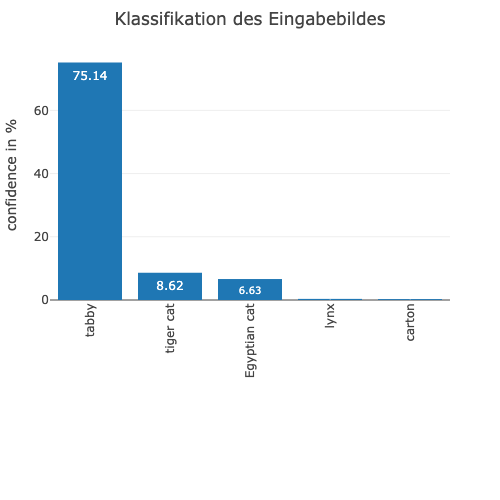 Klassifikation des Eingabebildes
confidence in %
60
40
20
0
75.14
8.62
6.63
tabby
tiger cat
Egyptian cat
lynx
carton